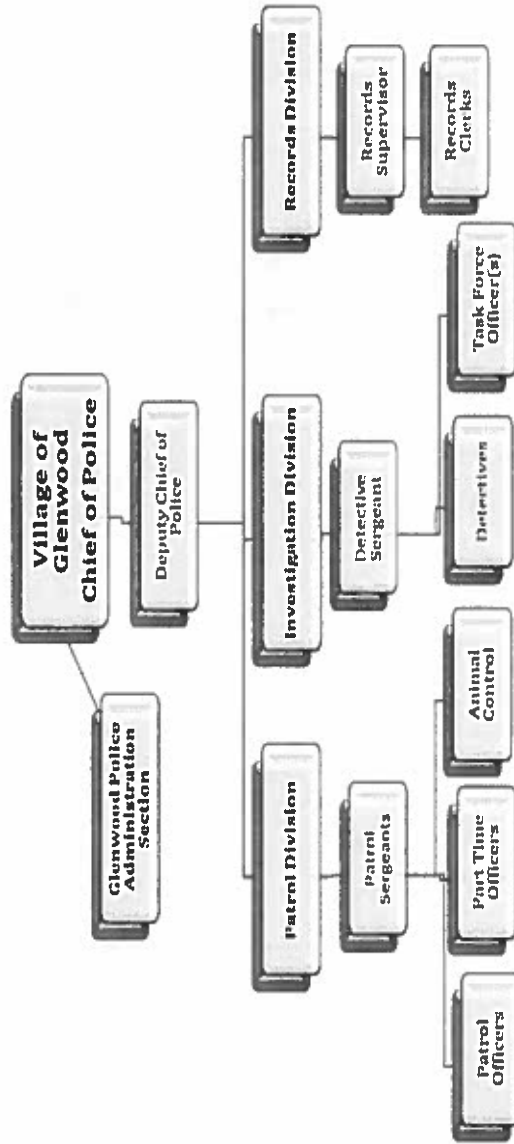 Village of
Glenwood
Chief of Police
Glenwood Police
Administration
Section
Deputy Chief of
Police
Patrol Division
Investigation Division
Records Division
Patrol
Sergeants
Detective
Sergeant
Records
Supervisor
Patrol
Officers
Part Time
Officers
Animal
Control
Detectives
Task Force
Officer(s)
Records
Clerks